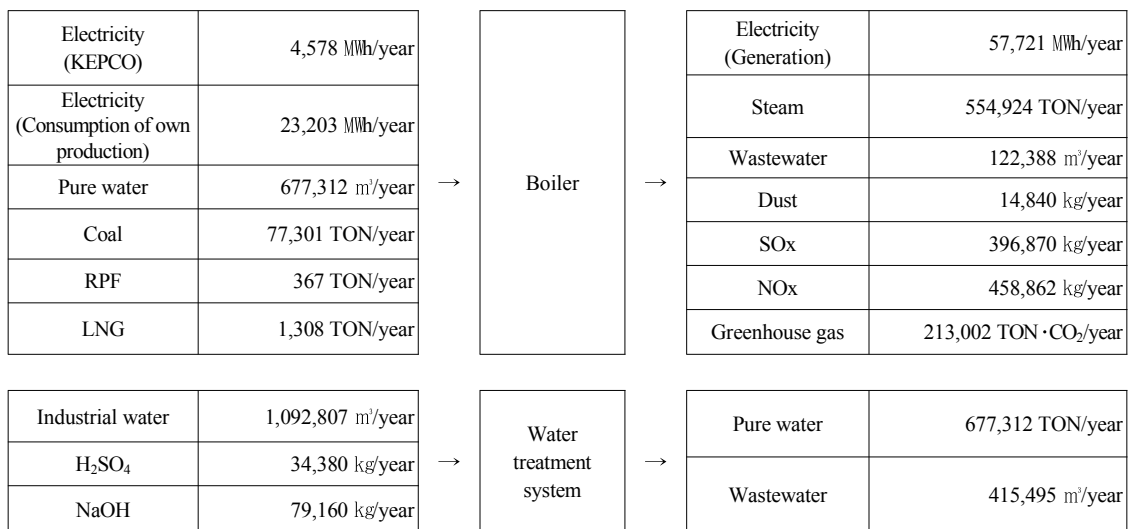 Electricity
(KEPCO)
4,578 ㎿h/year
Electricity
(Consumption of own
production)
23,203 ㎿h/year
Pure water
677,312 ㎥/year
Coal
77,301 TON/year
RPF
367 TON/year
LNG
1,308 TON/year
→
Boiler
→
Electricity
(Generation)
57,721 ㎿h/year
Steam
554,924 TON/year
Wastewater
122,388 ㎥/year
Dust
14,840 ㎏/year
SOx
396,870 ㎏/year
NOx
458,862 ㎏/year
Greenhouse gas
213,002 TON·CO₂/year
Industrial water
1,092,807 ㎥/year
H₂SO₄
34,380 ㎏/year
NaOH
79,160 ㎏/year
→
Water
treatment
system
→
Pure water
677,312 TON/year
Wastewater
415,495 ㎥/year